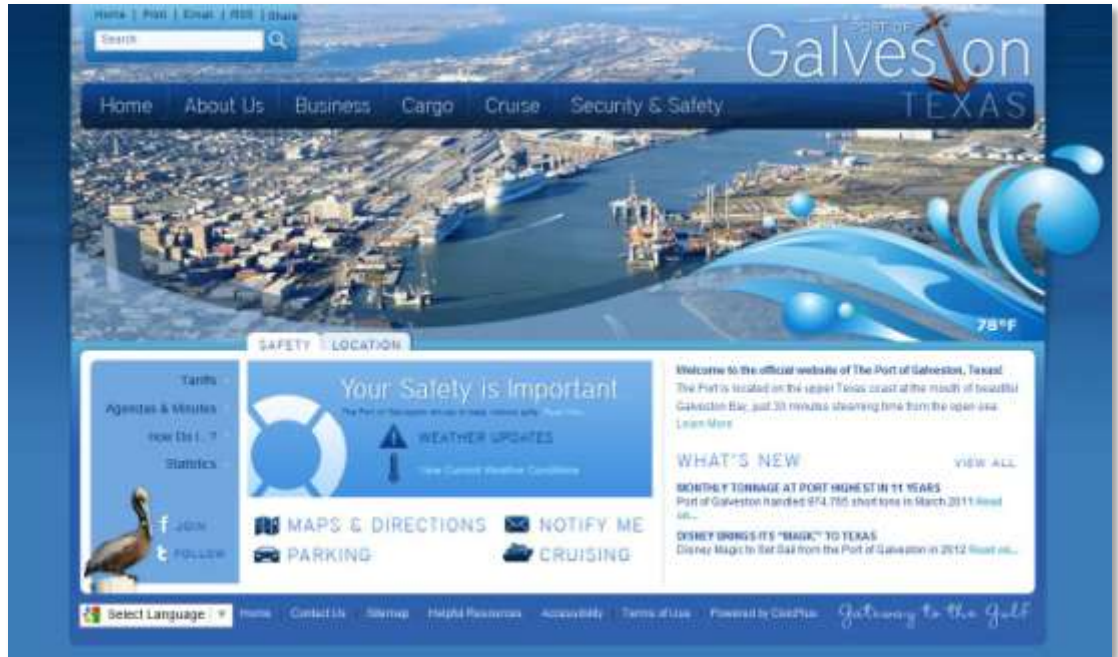 Home | Print | Email | RSS | Share
Search
PORT OF
Galveston
TEXAS
Home About Us Business Cargo Cruise Security & Safety
78°F
SAFETY LOCATION
Tariffs
Agendas & Minutes
How Do I...?
Statistics
JOIN
FOLLOW
Your Safety is Important
WEATHER UPDATES
View Current Weather Conditions
MAPS & DIRECTIONS NOTIFY ME
PARKING CRUISING
Welcome to the official website of The Port of Galveston, Texas!
The Port is located on the upper Texas coast at the mouth of beautiful
Galveston Bay, just 30 minutes steaming time from the open sea.
Learn More
WHAT'S NEW VIEW ALL
MONTHLY TONNAGE AT PORT HIGHEST IN 11 YEARS
Port of Galveston handled 974,765 short tons in March 2011 Read
on...
DISNEY BRINGS ITS "MAGIC" TO TEXAS
Disney Magic to Set Sail from the Port of Galveston in 2012 Read on...
Select Language Home Contact Us Sitemap Helpful Resources Accessibility Terms of Use Powered by CivicPlus Gateway to the Gulf